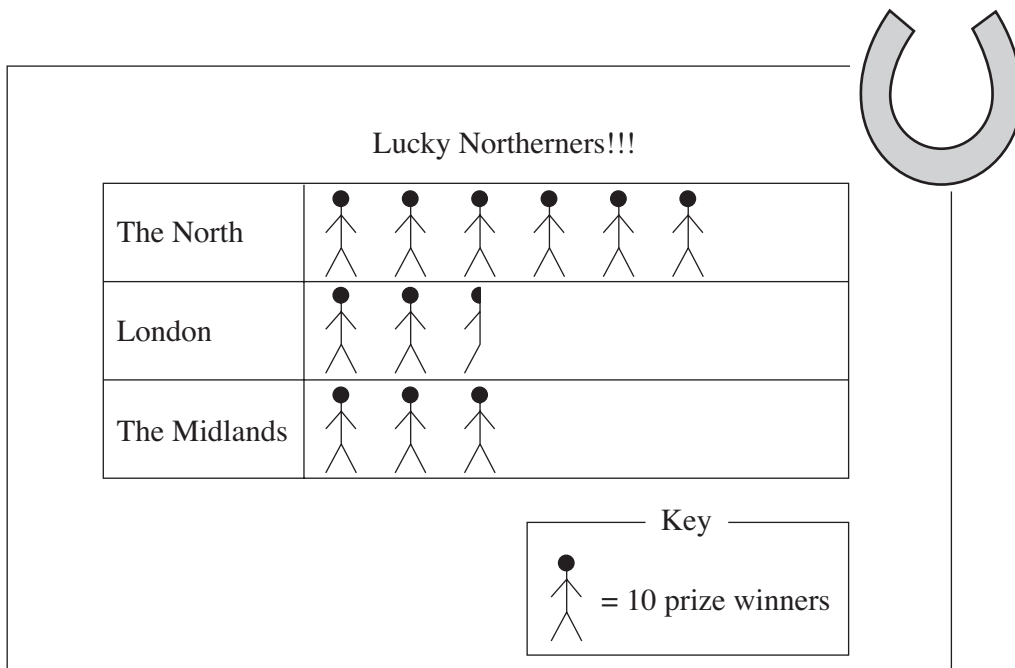 Lucky Northerners!!!
The North
London
The Midlands
Key
= 10 prize winners